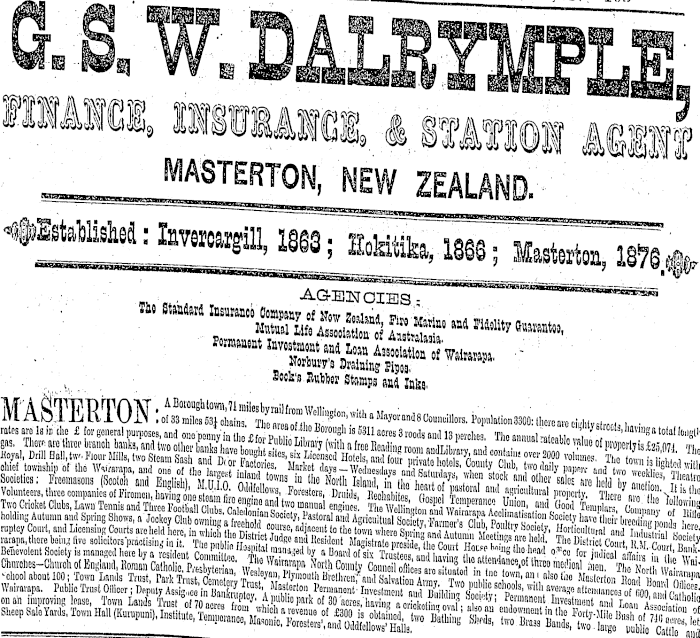 G. S. W. DALRYMPLE,
FINANCE, INSURANCE, & STATION AGENT
MASTERTON, NEW ZEALAND.
Established : Invercargill, 1863 ; Hokitika, 1866 ; Masterton, 1876.
AGENCIES :
The Standard Insurance Company of New Zealand, Fire Marine and Fidelity Guarantee,
Mutual Life Association of Australasia.
Permanent Investment and Loan Association of Wairarapa.
Norbury's Draining Pipes.
Book's Rubber Stamps and Inks.
MASTERTON : A Borough town, 71 miles by rail from Wellington, with a Mayor and 8 Councillors. Population 3300: there are eighty streets, having a total length
of 33 miles 53½ chains. The area of the Borough is 5811 acres 3 roods and 13 perches. The annual rateable value of property is £25,074. The
rates are 1s in the £ for general purposes, and one penny in the £ for Public Library (with a free Reading room and Library, and contains over 2000 volumes. The town is lighted with
gas. There are three branch banks, and two other banks have bought sites, six Licensed Hotels, and four private hotels, County Club, two daily papers and two weeklies, Theatre
Royal, Drill Hall, two Flour Mills, two Steam Sash and Door Factories. Market days—Wednesdays and Saturdays, when stock and other sales are held by auction. It is the
chief township of the Wairarapa, and one of the largest inland towns in the North Island, in the heart of pastoral and agricultural property. There are the following
Societies: Freemasons (Scotch and English), M.U.I.O. Oddfellows, Foresters, Druids, Rechabites, Gospel Temperance Union, and Good Templars, Company of Rifle
Volunteers, three companies of Firemen, having one steam fire engine and two manual engines. The Wellington and Wairarapa Acclimatisation Society have their breeding ponds here.
Two Cricket Clubs, Lawn Tennis and Three Football Clubs. Caledonian Society, Pastoral and Agricultural Society, Farmer's Club, Poultry Society, Horticultural and Industrial Society
holding Autumn and Spring Shows, a Jockey Club owning a freehold course, adjacent to the town where Spring and Autumn Meetings are held. The District Court, R.M. Court, Bank-
ruptcy Court, and Licensing Courts are held here, in which the District Judge and Resident Magistrate preside, the Court House being the head office for judicial affairs in the Wai-
rarapa, there being five solicitors practising in it. The public Hospital managed by a Board of six Trustees, and having the attendance of three medical men. The North Wairarapa
Benevolent Society is managed here by a resident Committee. The Wairarapa North County Council offices are situated in the town, and also the Masterton Road Board Offices.
Churches—Church of England, Roman Catholic, Presbyterian, Wesleyan, Plymouth Brethren, and Salvation Army. Two public schools, with average attendances of 600, and Catholic
school about 100; Town Lands Trust, Park Trust, Cemetery Trust, Masterton Permanent Investment and Building Society; Permanent Investment and Loan Association of
Wairarapa. Public Trust Officer; Deputy Assignee in Bankruptcy. A public park of 30 acres, having a cricketing oval; also an endowment in the Forty-Mile Bush of 746 acres, let
on an improving lease, Town Lands Trust of 70 acres from which a revenue of £300 is obtained, two Bathing Sheds, two Brass Bands, two large public Cattle and
Sheep Sale Yards, Town Hall (Kurupuni), Institute, Temperance, Masonic, Foresters', and Oddfellows' Halls.